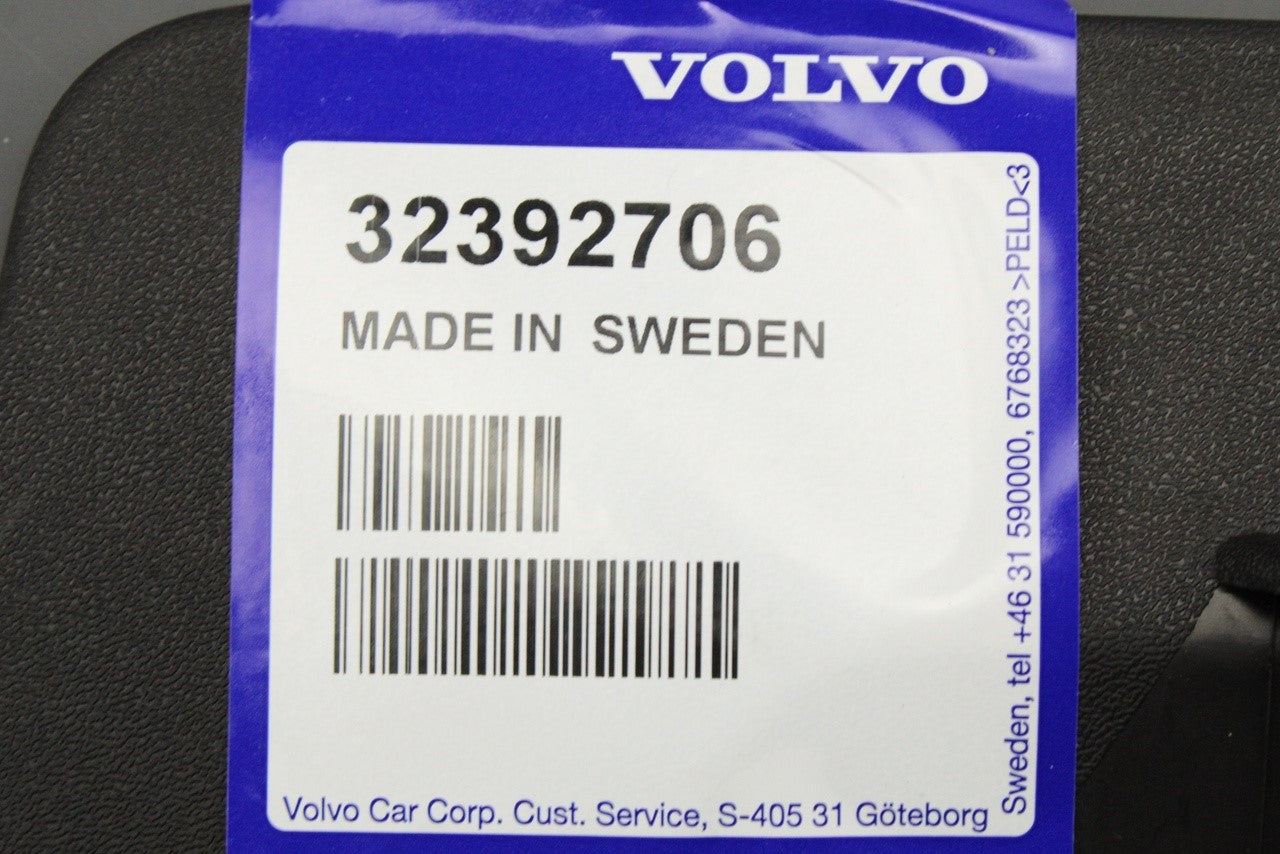 VOLVO
32392706
MADE IN SWEDEN
Volvo Car Corp. Cust. Service, S-405 31 Göteborg
Sweden, tel +46 31 590000, 6768323 >PELD<3